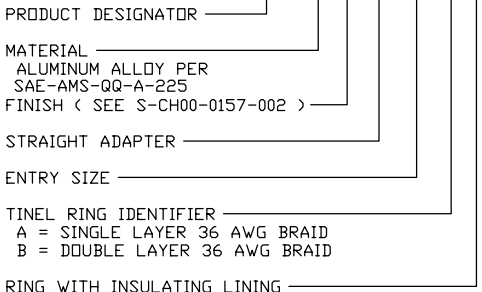 PRODUCT DESIGNATOR
MATERIAL
ALUMINUM ALLOY PER
SAE-AMS-QQ-A-225
FINISH ( SEE S-CH00-0157-002 )
STRAIGHT ADAPTER
ENTRY SIZE
TINEL RING IDENTIFIER
A = SINGLE LAYER 36 AWG BRAID
B = DOUBLE LAYER 36 AWG BRAID
RING WITH INSULATING LINING